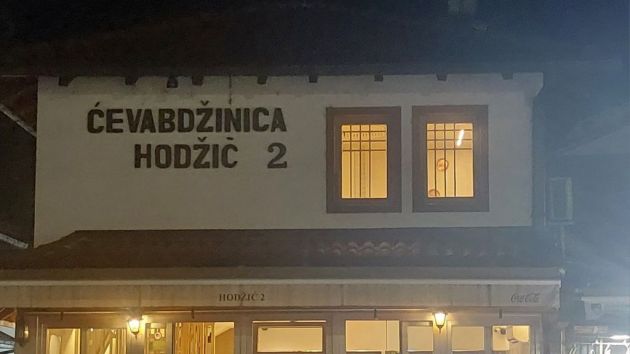 ĆEVABDŽINICA
HODŽIĆ 2
HODŽIĆ 2
Coca-Cola